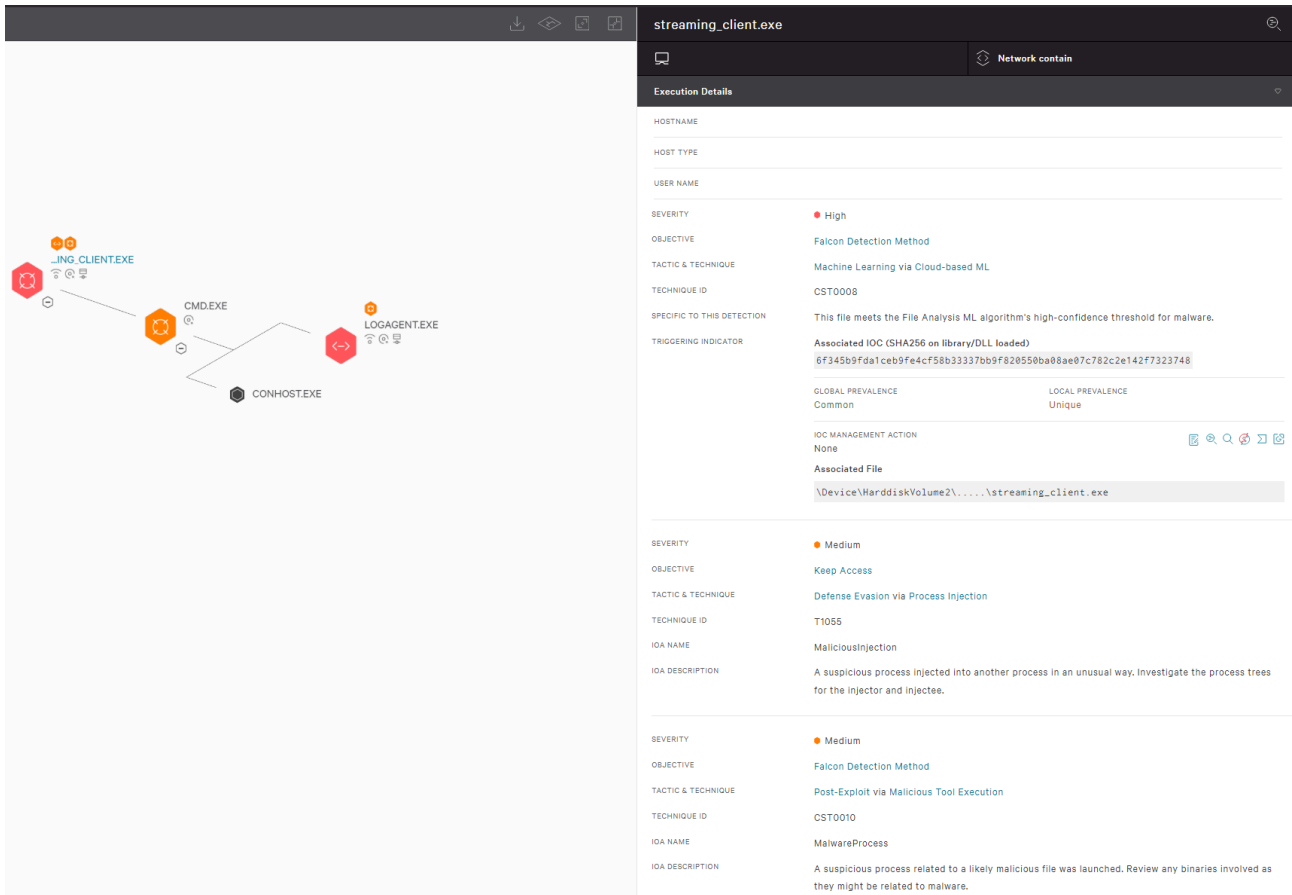 streaming_client.exe
Network contain
Execution Details
HOSTNAME
HOST TYPE
USER NAME
SEVERITY High
OBJECTIVE Falcon Detection Method
TACTIC & TECHNIQUE Machine Learning via Cloud-based ML
TECHNIQUE ID CST0008
SPECIFIC TO THIS DETECTION This file meets the File Analysis ML algorithm's high-confidence threshold for malware.
TRIGGERING INDICATOR Associated IOC (SHA256 on library/DLL loaded)
6f345b9fda1ceb9fe4cf58b33337bb9f820550ba08ae07c782c2e142f7323748
GLOBAL PREVALENCE LOCAL PREVALENCE
Common Unique
IOC MANAGEMENT ACTION
None
Associated File
\Device\HarddiskVolume2\.....\streaming_client.exe
SEVERITY Medium
OBJECTIVE Keep Access
TACTIC & TECHNIQUE Defense Evasion via Process Injection
TECHNIQUE ID T1055
IOA NAME MaliciousInjection
IOA DESCRIPTION A suspicious process injected into another process in an unusual way. Investigate the process trees
for the injector and injectee.
SEVERITY Medium
OBJECTIVE Falcon Detection Method
TACTIC & TECHNIQUE Post-Exploit via Malicious Tool Execution
TECHNIQUE ID CST0010
IOA NAME MalwareProcess
IOA DESCRIPTION A suspicious process related to a likely malicious file was launched. Review any binaries involved as
they might be related to malware.
...ING_CLIENT.EXE
CMD.EXE
LOGAGENT.EXE
CONHOST.EXE